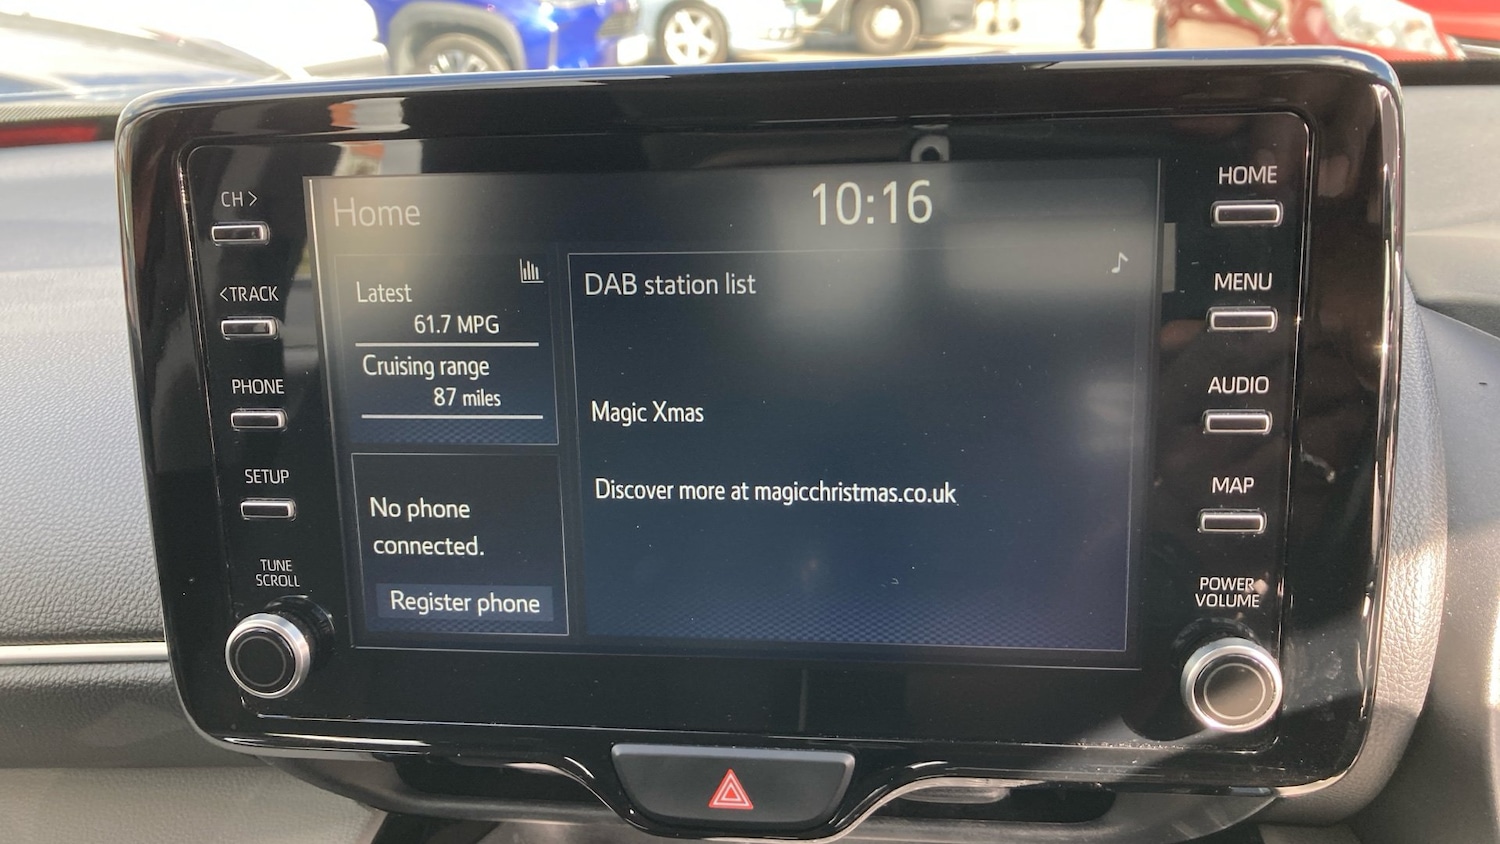 CH >
<TRACK
PHONE
SETUP
TUNE
SCROLL
Home
10:16
Latest
61.7 MPG
Cruising range
87 miles
No phone
connected.
Register phone
DAB station list
Magic Xmas
Discover more at magicchristmas.co.uk
HOME
MENU
AUDIO
MAP
POWER
VOLUME